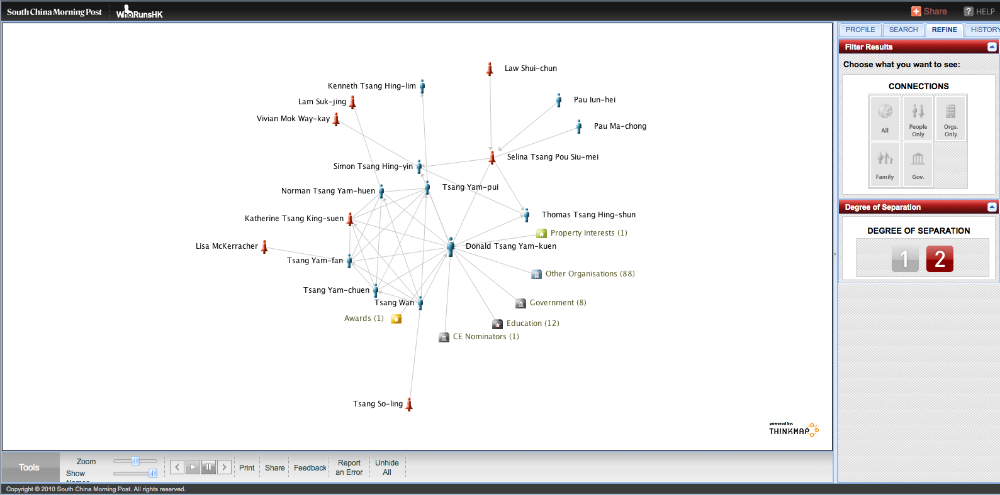 South China Morning Post
WhoRunsHK
Share
? HELP
PROFILE
SEARCH
REFINE
HISTORY
Filter Results
Choose what you want to see:
CONNECTIONS
All
People
Only
Orgs.
Only
Family
Gov.
Degree of Separation
DEGREE OF SEPARATION
1
2
Law Shui-chun
Kenneth Tsang Hing-lim
Lam Suk-jing
Pau Iun-hei
Vivian Mok Way-kay
Pau Ma-chong
Selina Tsang Pou Siu-mei
Simon Tsang Hing-yin
Norman Tsang Yam-huen
Tsang Yam-pui
Katherine Tsang King-suen
Thomas Tsang Hing-shun
Property Interests (1)
Lisa McKerracher
Donald Tsang Yam-kuen
Tsang Yam-fan
Other Organisations (88)
Tsang Yam-chuen
Tsang Wan
Government (8)
Awards (1)
Education (12)
CE Nominators (1)
Tsang So-ling
powered by:
TH!NKMAP
Tools
Zoom
Show
Print
Share
Feedback
Report
an Error
Unhide
All
Copyright © 2010 South China Morning Post. All rights reserved.